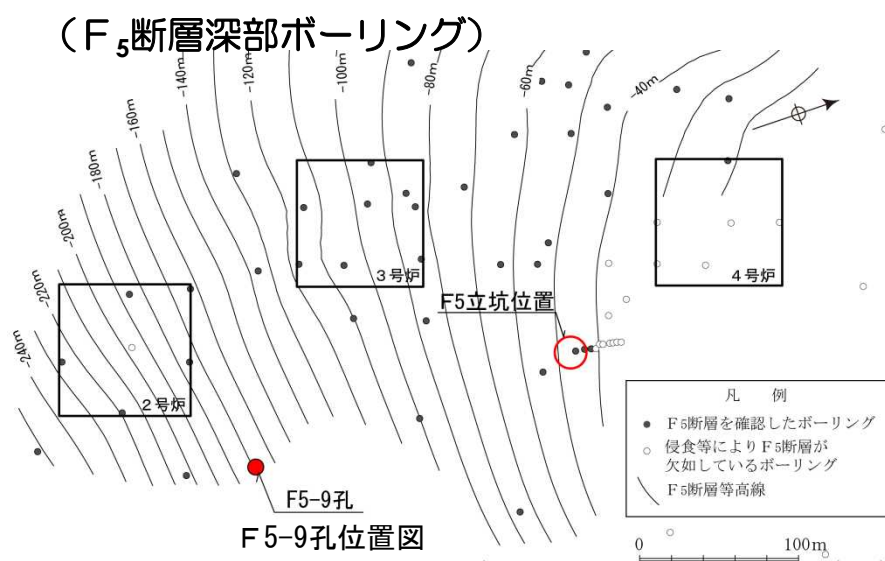 （Ｆ₅断層深部ボーリング）
-140m
-120m
-100m
-80m
-60m
-40m
-160m
-180m
-200m
-220m
-240m
３号炉
４号炉
２号炉
F5立坑位置
F5-9孔
Ｆ5-9孔位置図
凡　例
Ｆ5断層を確認したボーリング
侵食等によりＦ5断層が
欠如しているボーリング
Ｆ5断層等高線
0 100m